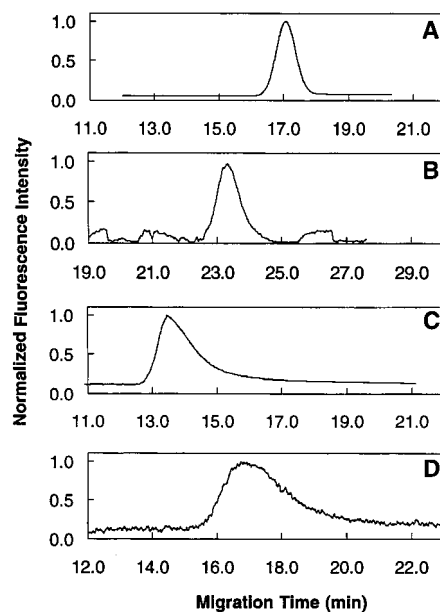 Normalized Fluorescence Intensity
A
1.0
0.5
0.0
11.0 13.0 15.0 17.0 19.0 21.0
B
1.0
0.5
0.0
19.0 21.0 23.0 25.0 27.0 29.0
C
1.0
0.5
0.0
11.0 13.0 15.0 17.0 19.0 21.0
D
1.0
0.5
0.0
12.0 14.0 16.0 18.0 20.0 22.0
Migration Time (min)